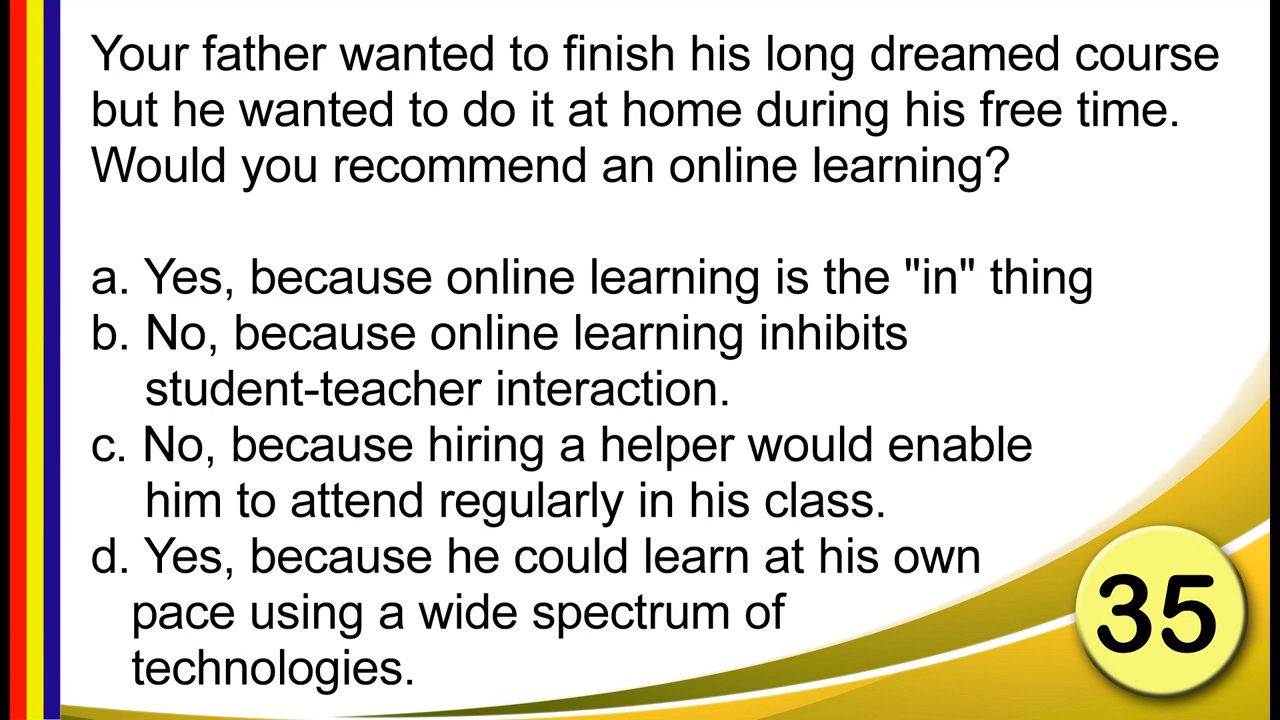 Your father wanted to finish his long dreamed course
but he wanted to do it at home during his free time.
Would you recommend an online learning?
a. Yes, because online learning is the "in" thing
b. No, because online learning inhibits
student-teacher interaction.
c. No, because hiring a helper would enable
him to attend regularly in his class.
d. Yes, because he could learn at his own
pace using a wide spectrum of
technologies.
35